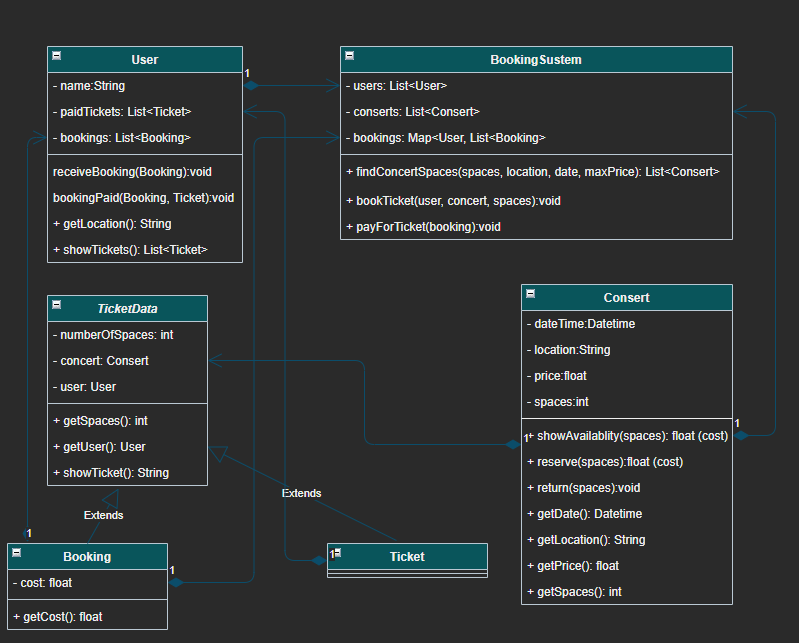 User
- name:String
- paidTickets: List<Ticket>
- bookings: List<Booking>
receiveBooking(Booking):void
bookingPaid(Booking, Ticket):void
+ getLocation(): String
+ showTickets(): List<Ticket>
1
BookingSustem
- users: List<User>
- conserts: List<Consert>
- bookings: Map<User, List<Booking>
+ findConcertSpaces(spaces, location, date, maxPrice): List<Consert>
+ bookTicket(user, concert, spaces):void
+ payForTicket(booking):void
TicketData
- numberOfSpaces: int
- concert: Consert
- user: User
+ getSpaces(): int
+ getUser(): User
+ showTicket(): String
Consert
- dateTime:Datetime
- location:String
- price:float
- spaces:int
1
1
+ showAvailablity(spaces): float (cost)
+ reserve(spaces):float (cost)
+ return(spaces):void
+ getDate(): Datetime
+ getLocation(): String
+ getPrice(): float
+ getSpaces(): int
Extends
Extends
1
Booking
- cost: float
+ getCost(): float
1
1
Ticket